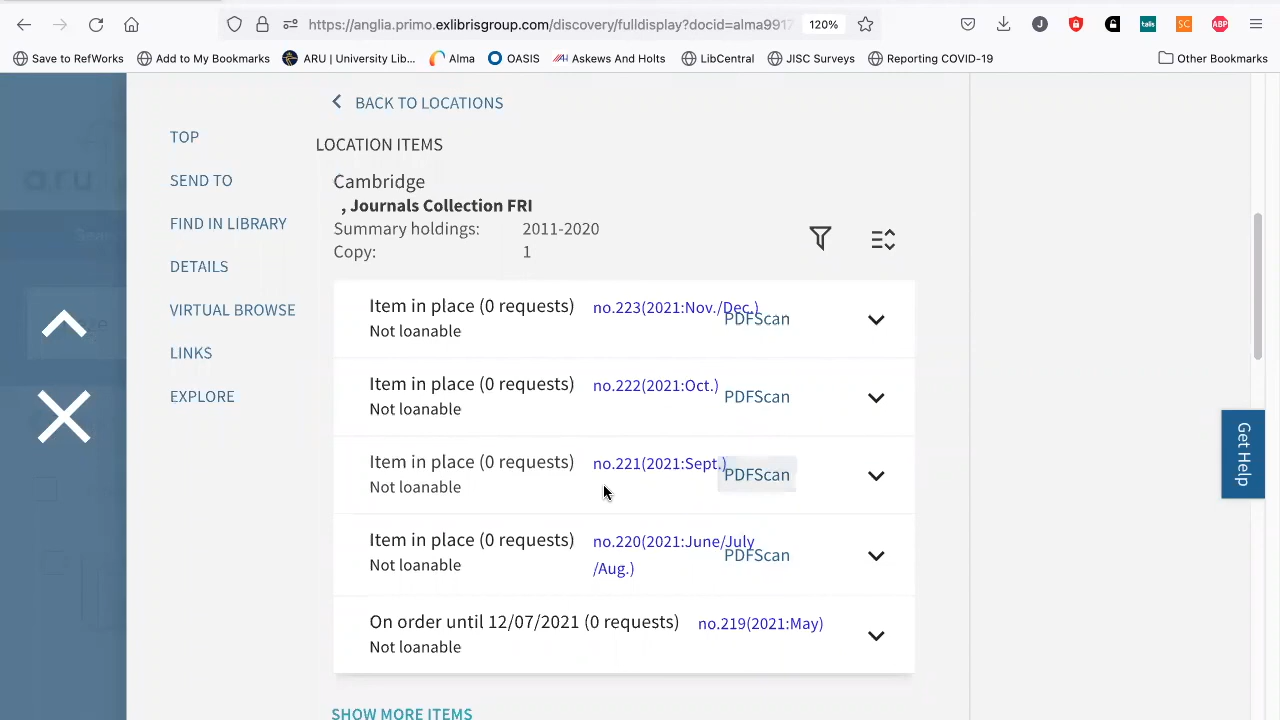 https://anglia.primo.exlibrisgroup.com/discovery/fulldisplay?docid=alma9917
120%
J
talis
SC
ABP
Save to RefWorks
Add to My Bookmarks
ARU | University Lib...
Alma
OASIS
Askews And Holts
LibCentral
JISC Surveys
Reporting COVID-19
Other Bookmarks
BACK TO LOCATIONS
TOP
LOCATION ITEMS
SEND TO
Cambridge
, Journals Collection FRI
FIND IN LIBRARY
Summary holdings: 2011-2020
Copy: 1
DETAILS
VIRTUAL BROWSE
LINKS
EXPLORE
Item in place (0 requests) no.223(2021:Nov./Dec.)
PDFScan
Not loanable
Item in place (0 requests) no.222(2021:Oct.)
PDFScan
Not loanable
Item in place (0 requests) no.221(2021:Sept.)
PDFScan
Not loanable
Item in place (0 requests) no.220(2021:June/July
/Aug.)
PDFScan
Not loanable
On order until 12/07/2021 (0 requests) no.219(2021:May)
Not loanable
SHOW MORE ITEMS
Get Help
aru